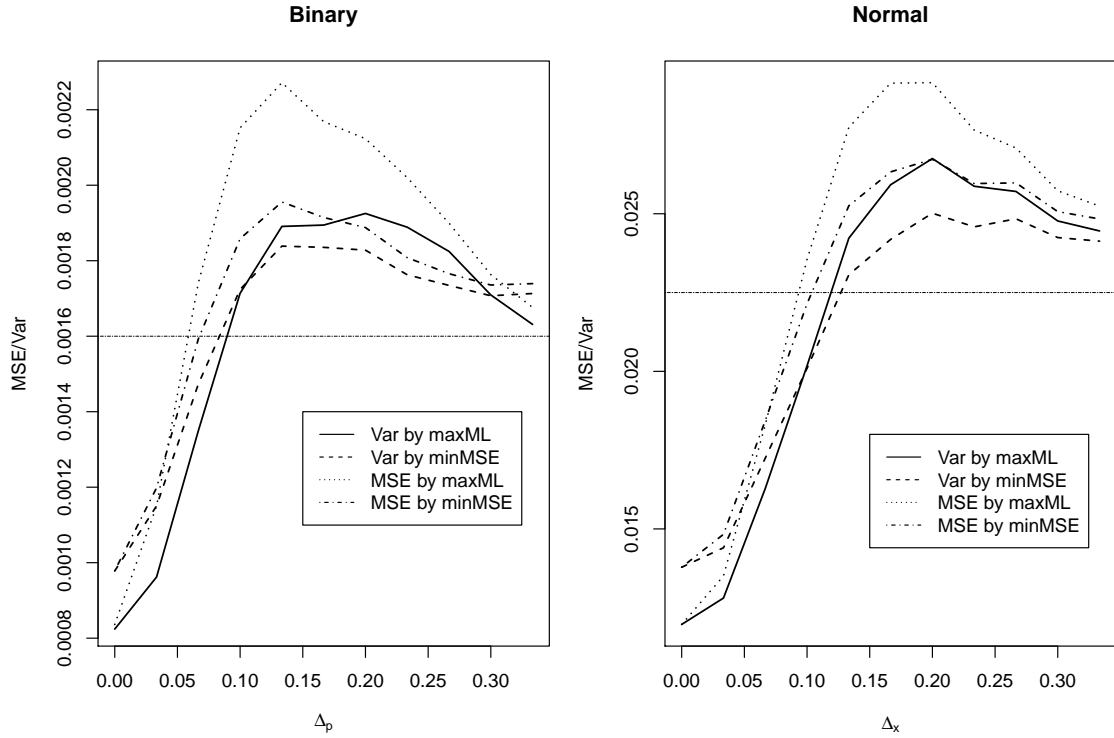 Binary
MSE/Var
0.0022
0.0020
0.0018
0.0016
0.0014
0.0012
0.0010
0.0008
Var by maxML
Var by minMSE
MSE by maxML
MSE by minMSE
0.00 0.05 0.10 0.15 0.20 0.25 0.30
Δp
Normal
MSE/Var
0.025
0.020
0.015
Var by maxML
Var by minMSE
MSE by maxML
MSE by minMSE
0.00 0.05 0.10 0.15 0.20 0.25 0.30
Δx